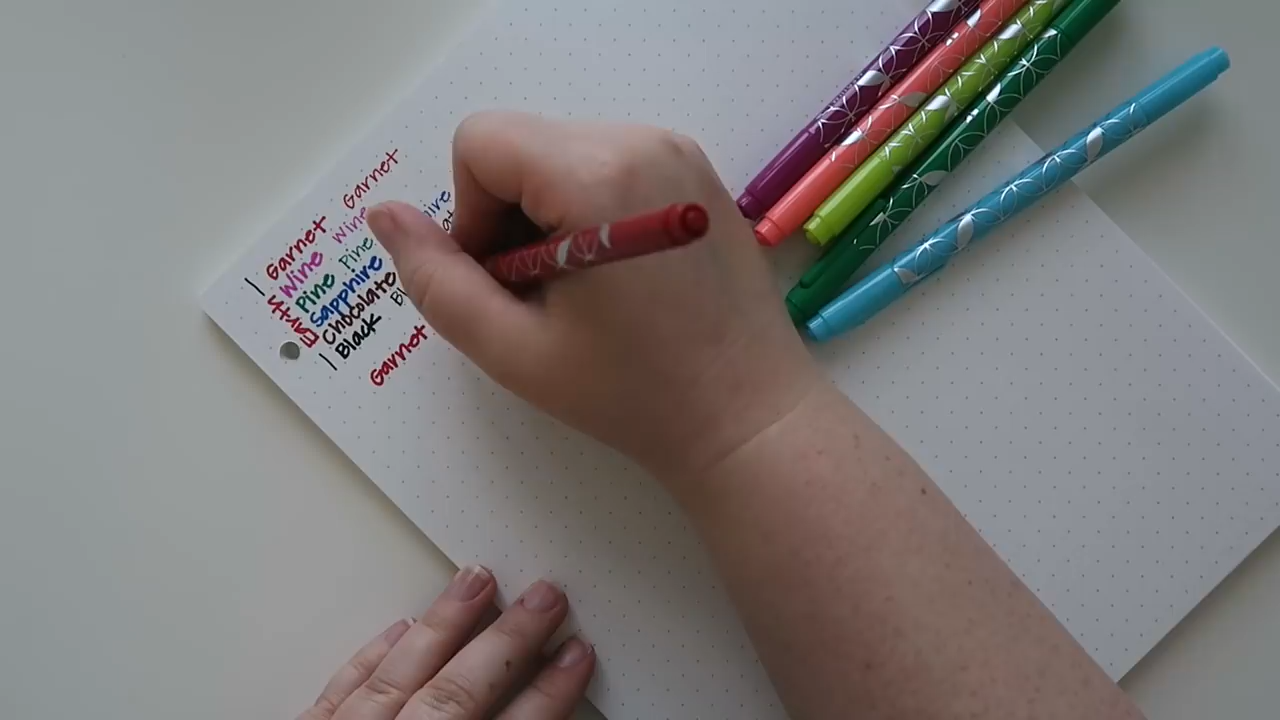 Garnet Garnet
Wine Wine
Pine Pine
Sapphire
Chocolate
Black
Garnet